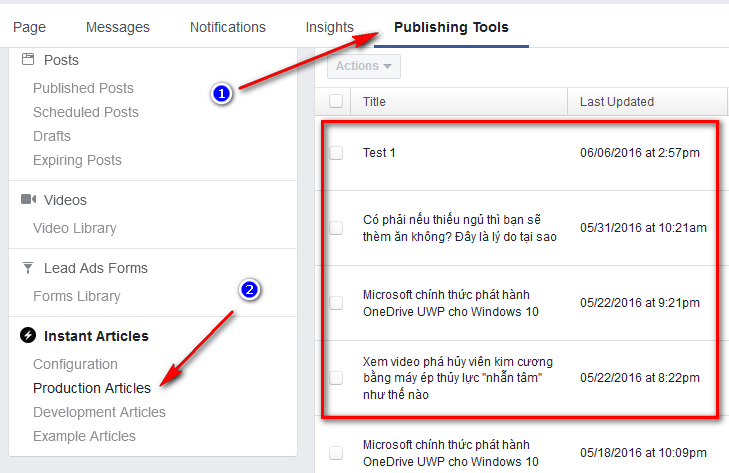 Page Messages Notifications Insights Publishing Tools
Posts
Published Posts
Scheduled Posts
Drafts
Expiring Posts
Videos
Video Library
Lead Ads Forms
Forms Library
Instant Articles
Configuration
Production Articles
Development Articles
Example Articles
1
2
Actions
Title Last Updated
Test 1 06/06/2016 at 2:57pm
Có phải nếu thiếu ngủ thì bạn sẽ
thèm ăn không? Đây là lý do tại sao
05/31/2016 at 10:21am
Microsoft chính thức phát hành
OneDrive UWP cho Windows 10
05/22/2016 at 9:21pm
Xem video phá hủy viên kim cương
bằng máy ép thủy lực "nhẫn tâm"
như thế nào
05/22/2016 at 8:22pm
Microsoft chính thức phát hành
OneDrive UWP cho Windows 10
05/18/2016 at 10:09pm